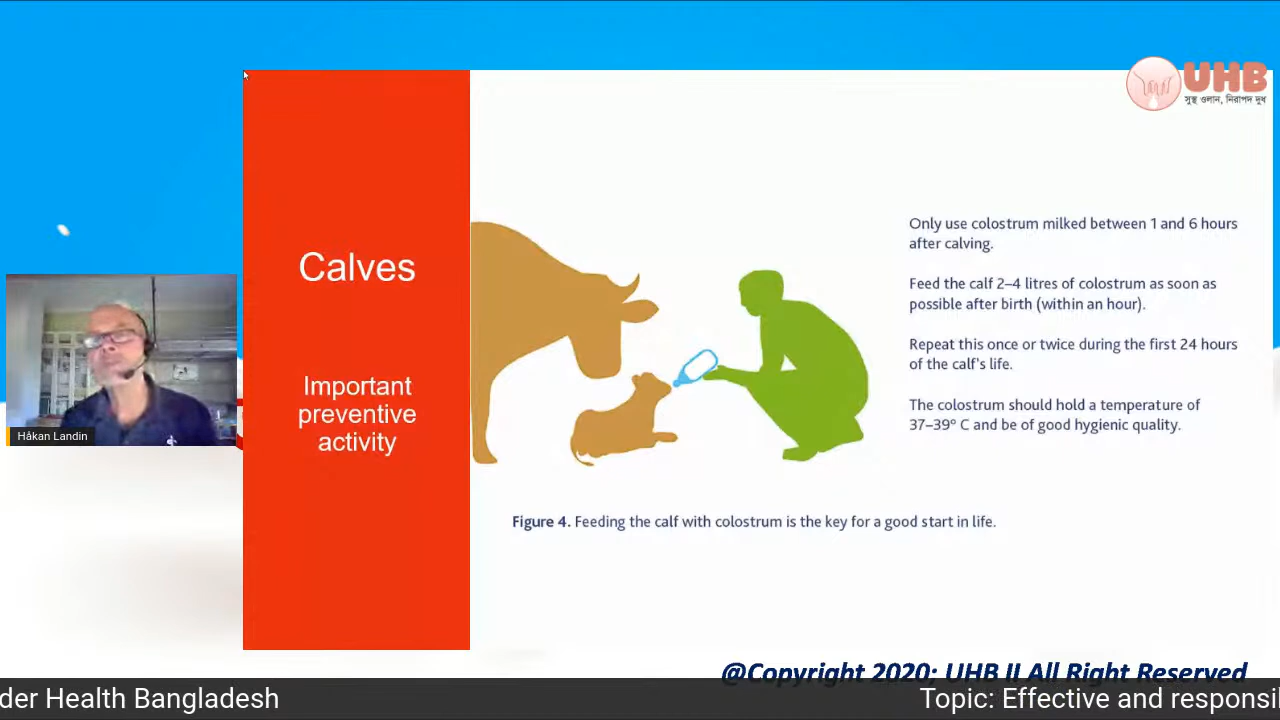 UHB
সুস্থ ওলান, নিরাপদ দুধ
Calves
Important
preventive
activity
Only use colostrum milked between 1 and 6 hours
after calving.
Feed the calf 2–4 litres of colostrum as soon as
possible after birth (within an hour).
Repeat this once or twice during the first 24 hours
of the calf's life.
The colostrum should hold a temperature of
37–39° C and be of good hygienic quality.
Figure 4. Feeding the calf with colostrum is the key for a good start in life.
Håkan Landin
@Copyright 2020; UHB II All Right Reserved
der Health Bangladesh
Topic: Effective and responsi